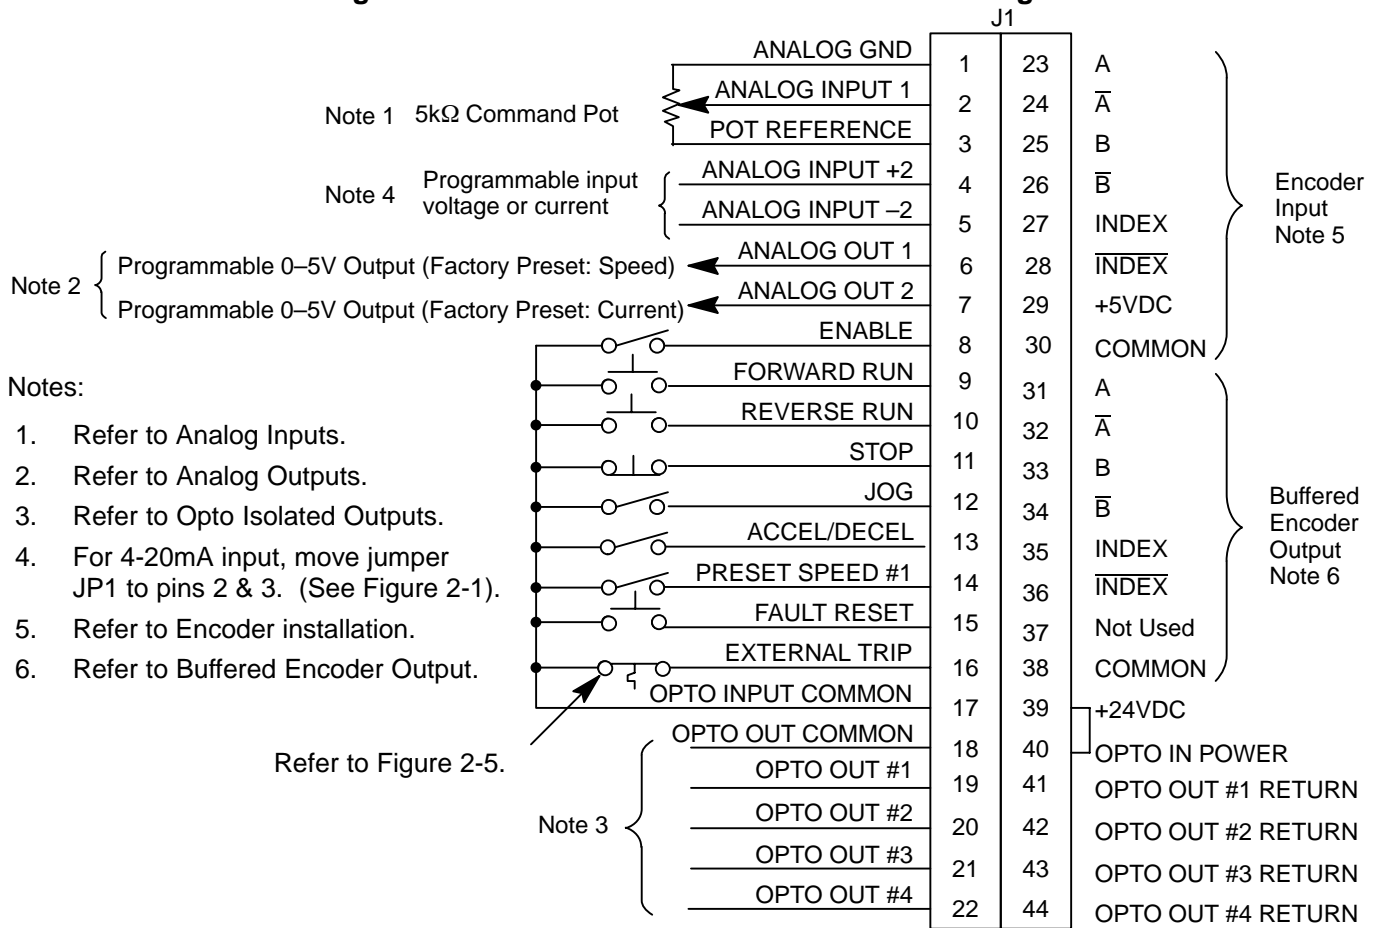 J1
ANALOG GND 1 23 A
ANALOG INPUT 1 2 24 A̅
Note 1 5kΩ Command Pot
POT REFERENCE 3 25 B
ANALOG INPUT +2 4 26 B̅
Note 4 Programmable input
voltage or current
ANALOG INPUT –2 5 27 INDEX
Encoder
Input
Note 5
ANALOG OUT 1 6 28 I̅N̅D̅E̅X̅
Note 2 Programmable 0–5V Output (Factory Preset: Speed)
ANALOG OUT 2 7 29 +5VDC
Programmable 0–5V Output (Factory Preset: Current)
ENABLE 8 30 COMMON
FORWARD RUN 9 31 A
REVERSE RUN 10 32 A̅
STOP 11 33 B
JOG 12 34 B̅
ACCEL/DECEL 13 35 INDEX
PRESET SPEED #1 14 36 I̅N̅D̅E̅X̅
FAULT RESET 15 37 Not Used
EXTERNAL TRIP 16 38 COMMON
Buffered
Encoder
Output
Note 6
OPTO INPUT COMMON 17 39 +24VDC
OPTO OUT COMMON 18 40 OPTO IN POWER
OPTO OUT #1 19 41 OPTO OUT #1 RETURN
OPTO OUT #2 20 42 OPTO OUT #2 RETURN
Note 3
OPTO OUT #3 21 43 OPTO OUT #3 RETURN
OPTO OUT #4 22 44 OPTO OUT #4 RETURN
Notes:
1. Refer to Analog Inputs.
2. Refer to Analog Outputs.
3. Refer to Opto Isolated Outputs.
4. For 4-20mA input, move jumper
JP1 to pins 2 & 3. (See Figure 2-1).
5. Refer to Encoder installation.
6. Refer to Buffered Encoder Output.
Refer to Figure 2-5.